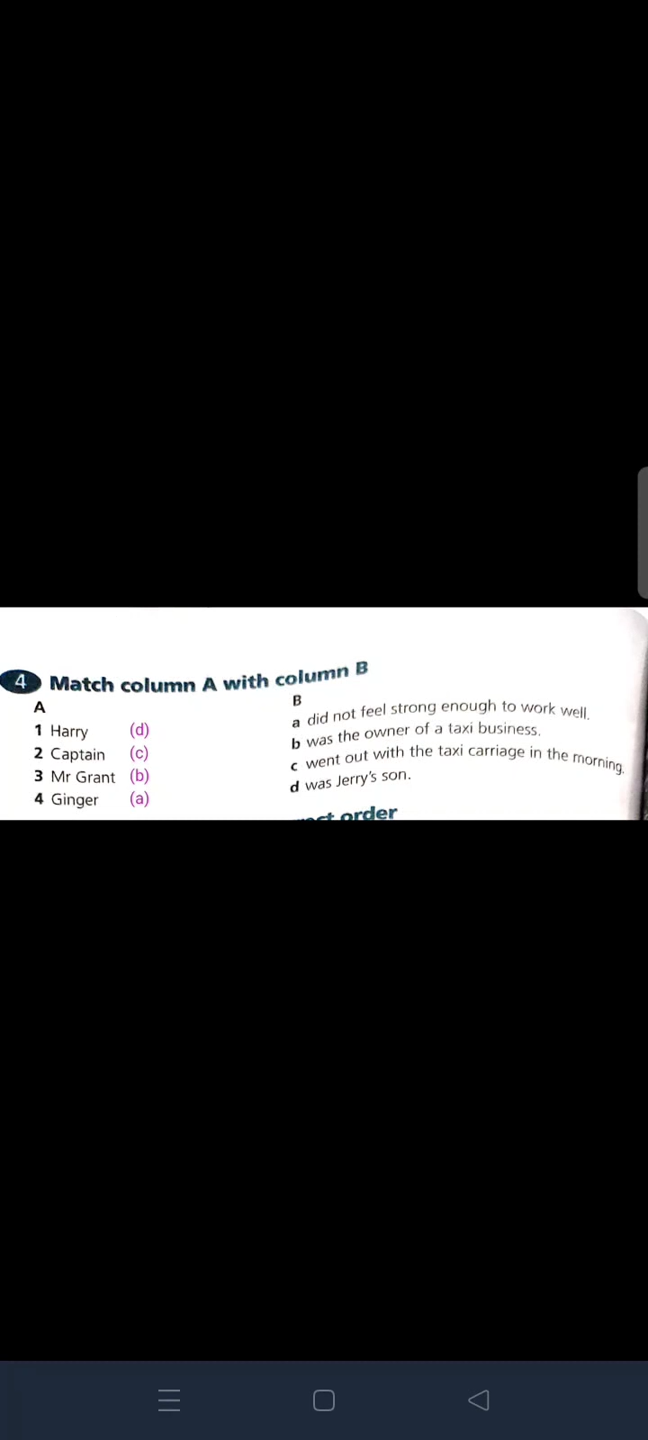 4 Match column A with column B
A B
1 Harry (d) a did not feel strong enough to work well.
2 Captain (c) b was the owner of a taxi business.
3 Mr Grant (b) c went out with the taxi carriage in the morning.
4 Ginger (a) d was Jerry's son.
order